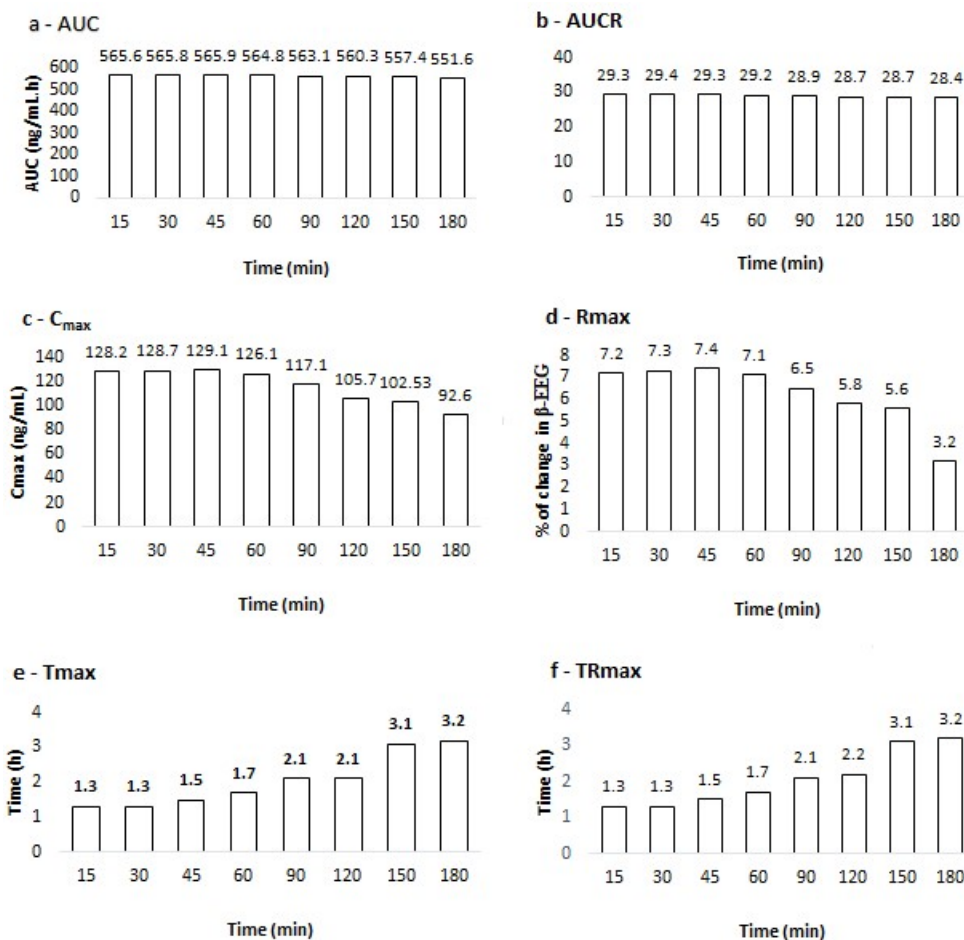 a - AUC
565.6 565.8 565.9 564.8 563.1 560.3 557.4 551.6
600
500
400
300
200
100
0
AUC (ng/mL.h)
15 30 45 60 90 120 150 180
Time (min)
b - AUCR
29.3 29.4 29.3 29.2 28.9 28.7 28.7 28.4
40
30
20
10
0
15 30 45 60 90 120 150 180
Time (min)
c - Cmax
128.2 128.7 129.1 126.1 117.1 105.7 102.53 92.6
140
120
100
80
60
40
20
0
Cmax (ng/mL)
15 30 45 60 90 120 150 180
Time (min)
d - Rmax
7.2 7.3 7.4 7.1 6.5 5.8 5.6 3.2
8
7
6
5
4
3
2
1
0
% of change in β-EEG
15 30 45 60 90 120 150 180
Time (min)
e - Tmax
1.3 1.3 1.5 1.7 2.1 2.1 3.1 3.2
4
3
2
1
0
Time (h)
15 30 45 60 90 120 150 180
Time (min)
f - TRmax
1.3 1.3 1.5 1.7 2.1 2.2 3.1 3.2
4
3
2
1
0
Time (h)
15 30 45 60 90 120 150 180
Time (min)